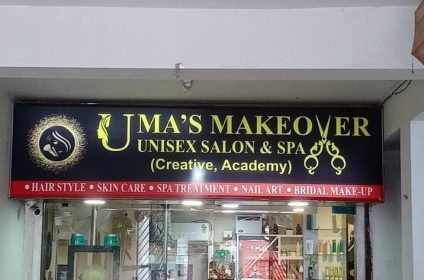 UMA'S MAKEOVER
UNISEX SALON & SPA
(Creative, Academy)
• HAIR STYLE • SKIN CARE • SPA TREATMENT • NAIL ART • BRIDAL MAKE-UP